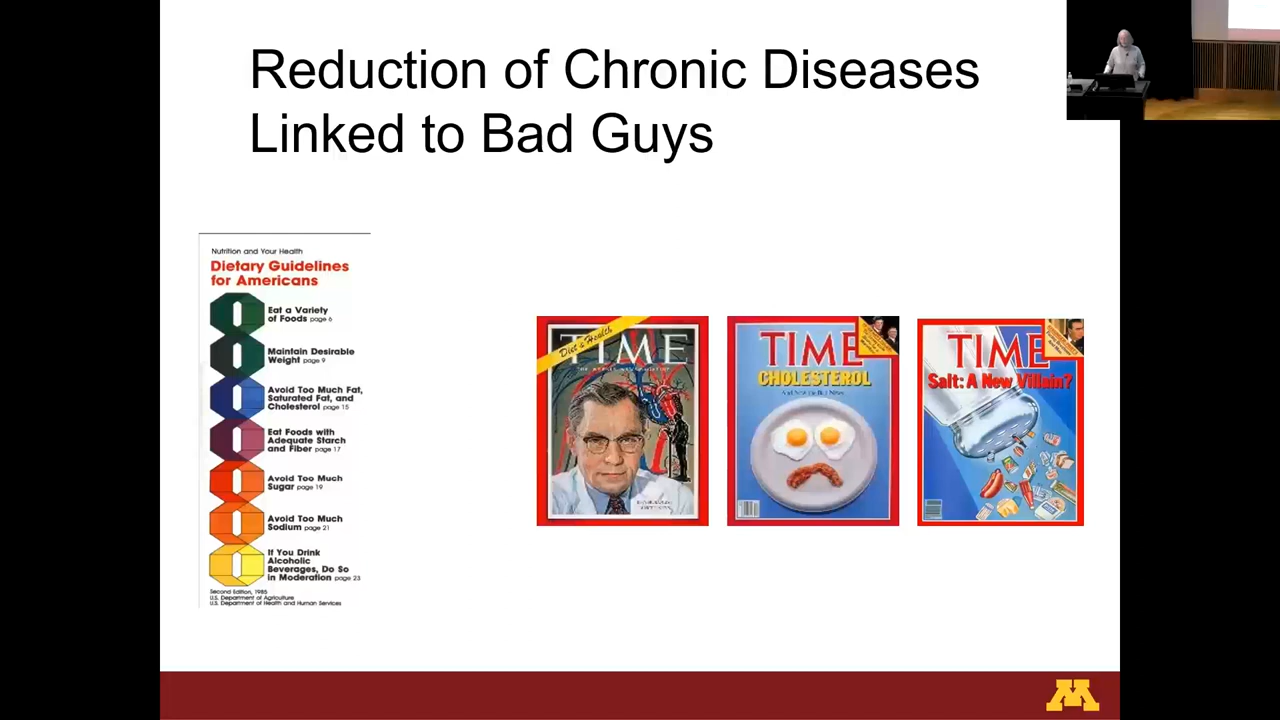 Reduction of Chronic Diseases
Linked to Bad Guys
Nutrition and Your Health
Dietary Guidelines
for Americans
Eat a Variety
of Foods page 6
Maintain Desirable
Weight page 9
Avoid Too Much Fat,
Saturated Fat, and
Cholesterol page 15
Eat Foods with
Adequate Starch
and Fiber page 17
Avoid Too Much
Sugar page 19
Avoid Too Much
Sodium page 21
If You Drink
Alcoholic
Beverages, Do So
in Moderation page 23
Second Edition, 1985
U.S. Department of Agriculture
U.S. Department of Health and Human Services
Diet & Health
TIME
TIME
CHOLESTEROL
TIME
Salt: A New Villain?
M